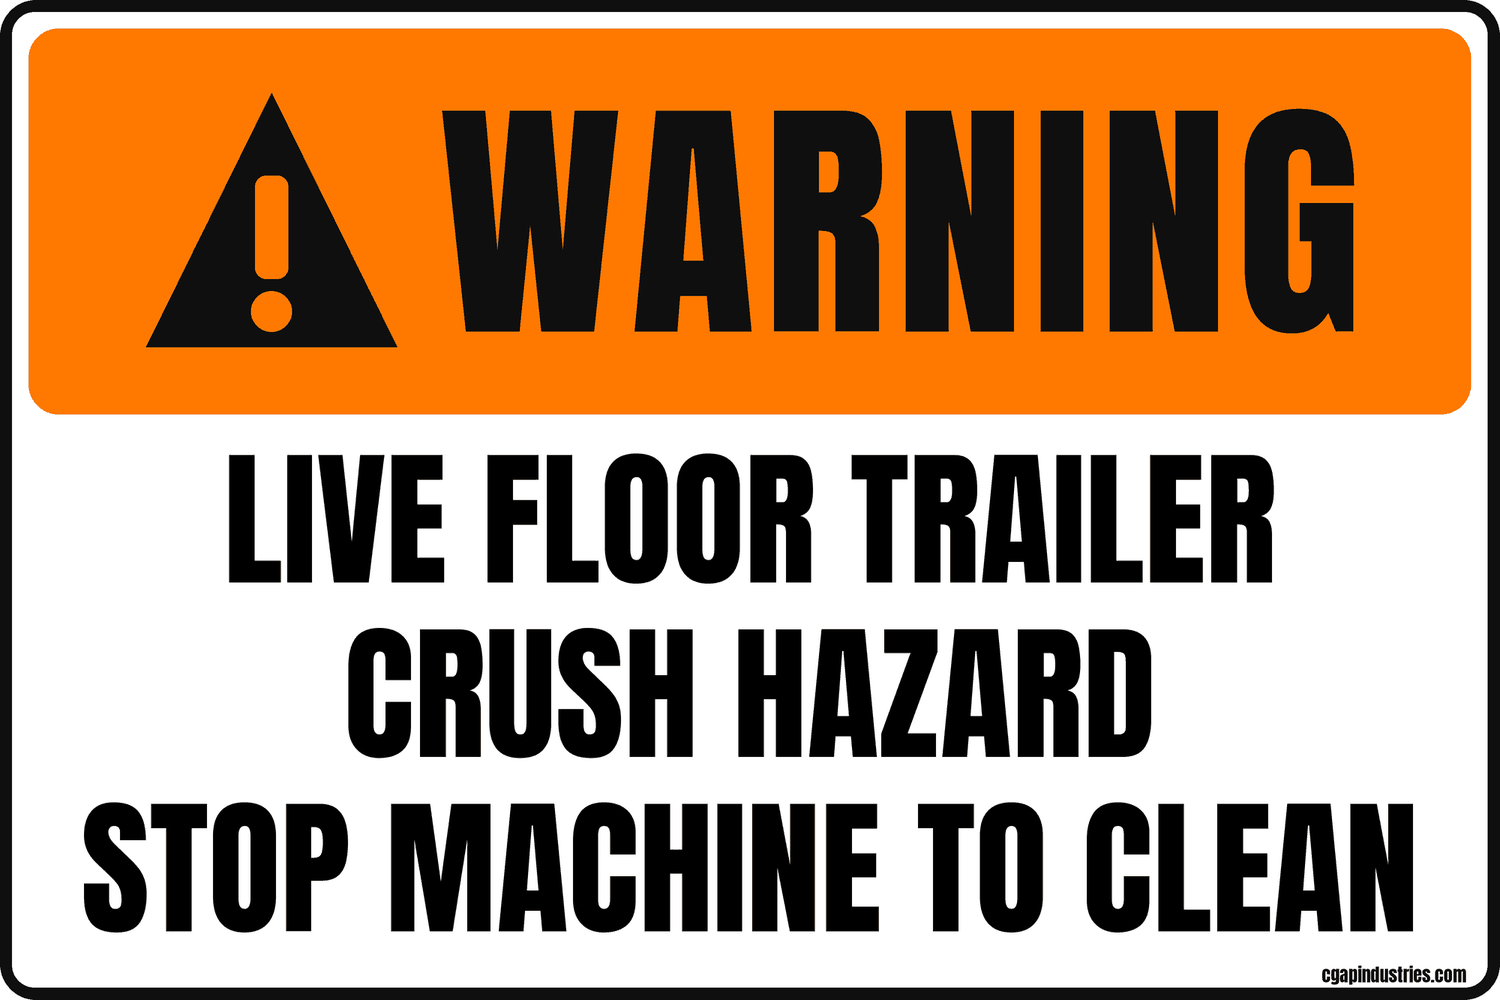 WARNING
LIVE FLOOR TRAILER
CRUSH HAZARD
STOP MACHINE TO CLEAN
cgapindustries.com